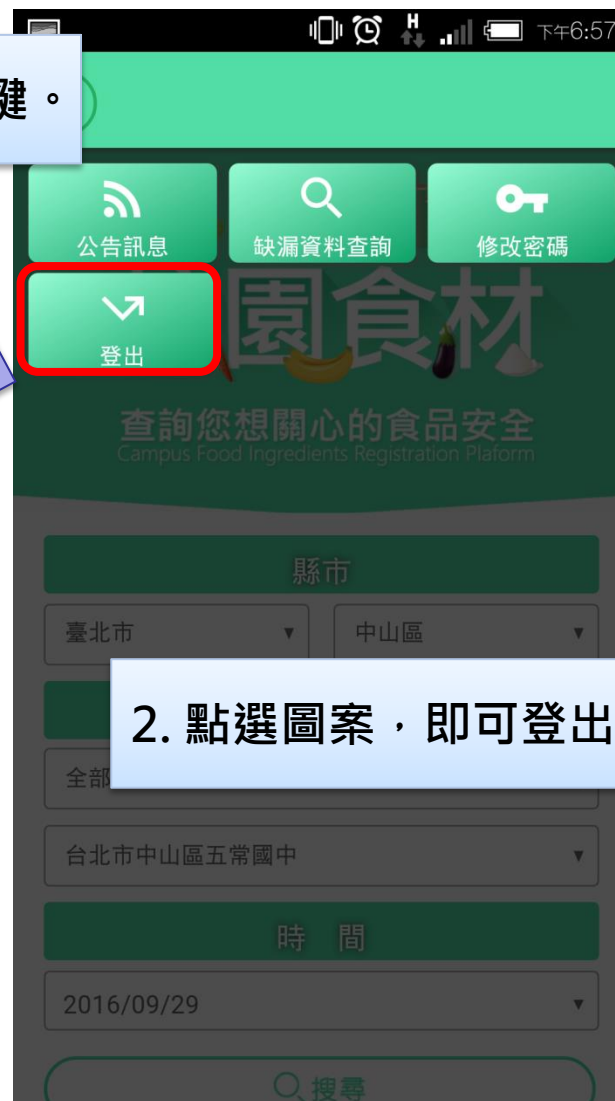 H
下午6:57
鍵。
公告訊息
缺漏資料查詢
修改密碼
登出
園食材
查詢您想關心的食品安全
Campus Food Ingredients Registration Plaform
縣市
臺北市
中山區
2. 點選圖案，即可登出
全部
台北市中山區五常國中
時 間
2016/09/29
搜尋